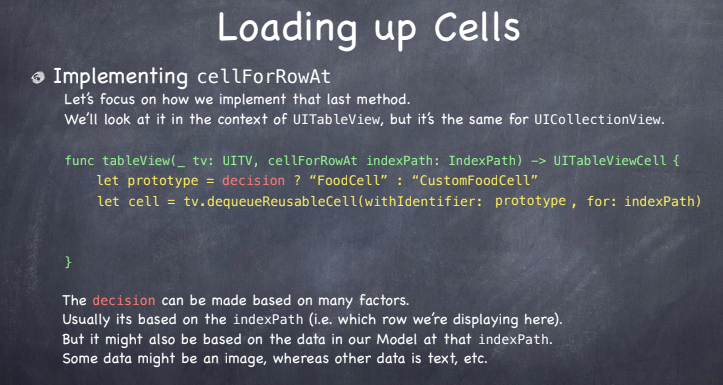 Loading up Cells
Implementing cellForRowAt
Let's focus on how we implement that last method.
We'll look at it in the context of UITableView, but it's the same for UICollectionView.
func tableView(_ tv: UITV, cellForRowAt indexPath: IndexPath) -> UITableViewCell {
let prototype = decision ? “FoodCell” : “CustomFoodCell”
let cell = tv.dequeueReusableCell(withIdentifier: prototype, for: indexPath)
}
The decision can be made based on many factors.
Usually its based on the indexPath (i.e. which row we're displaying here).
But it might also be based on the data in our Model at that indexPath.
Some data might be an image, whereas other data is text, etc.